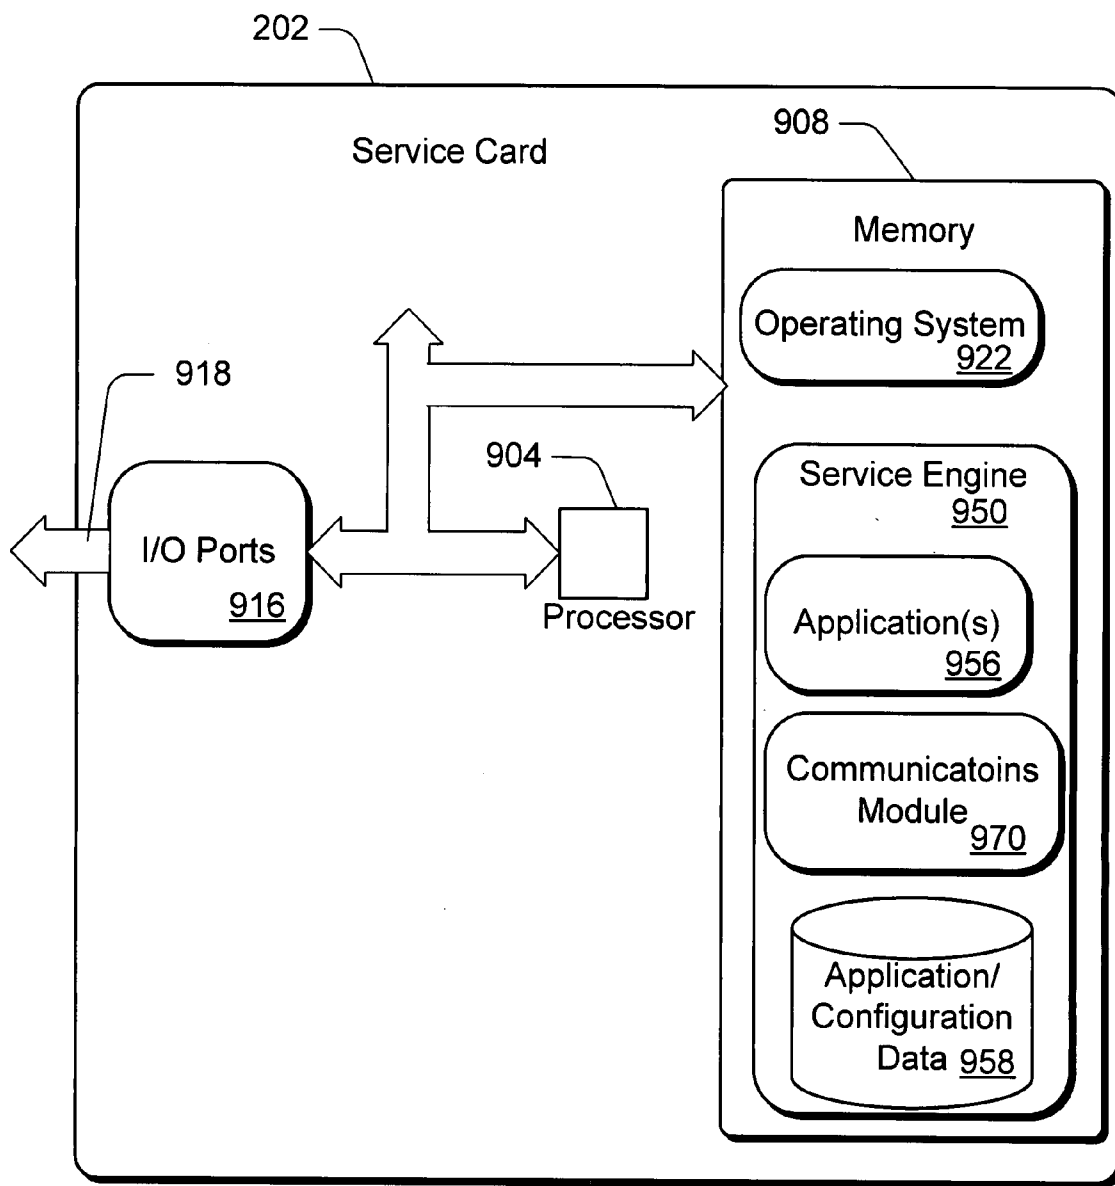 202
Service Card
908
Memory
Operating System
922
918
904
Service Engine
950
I/O Ports
916
Processor
Application(s)
956
Communicatoins
Module
970
Application/
Configuration
Data 958